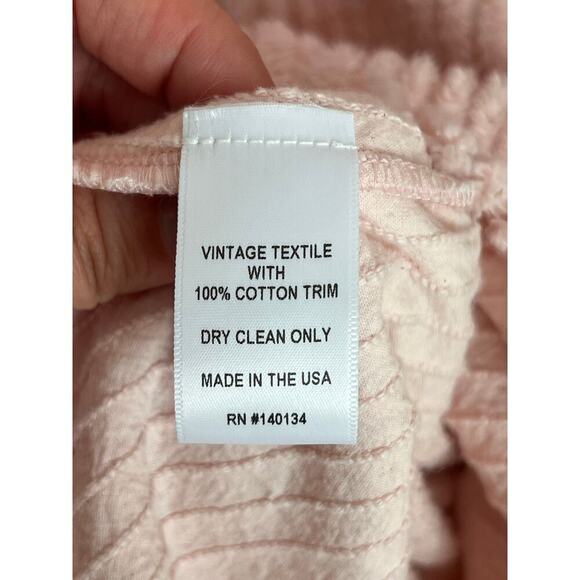 VINTAGE TEXTILE
WITH
100% COTTON TRIM
DRY CLEAN ONLY
MADE IN THE USA
RN #140134